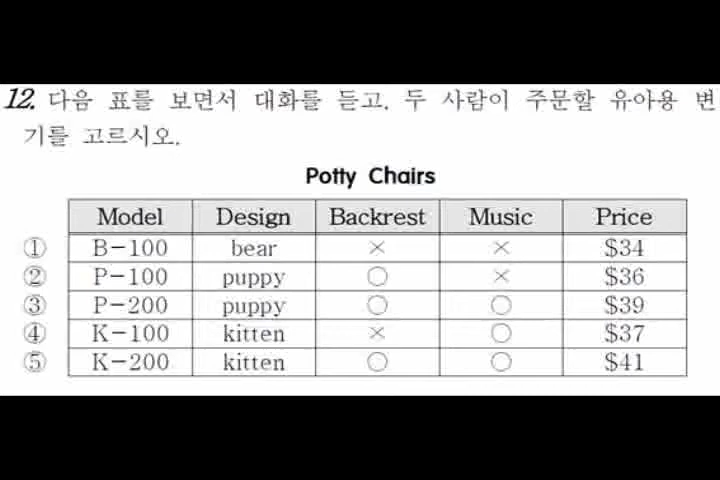 12. 다음 표를 보면서 대화를 듣고, 두 사람이 주문할 유아용 변
기를 고르시오.
Potty Chairs
Model Design Backrest Music Price
① B-100 bear × × $34
② P-100 puppy ○ × $36
③ P-200 puppy ○ ○ $39
④ K-100 kitten × ○ $37
⑤ K-200 kitten ○ ○ $41